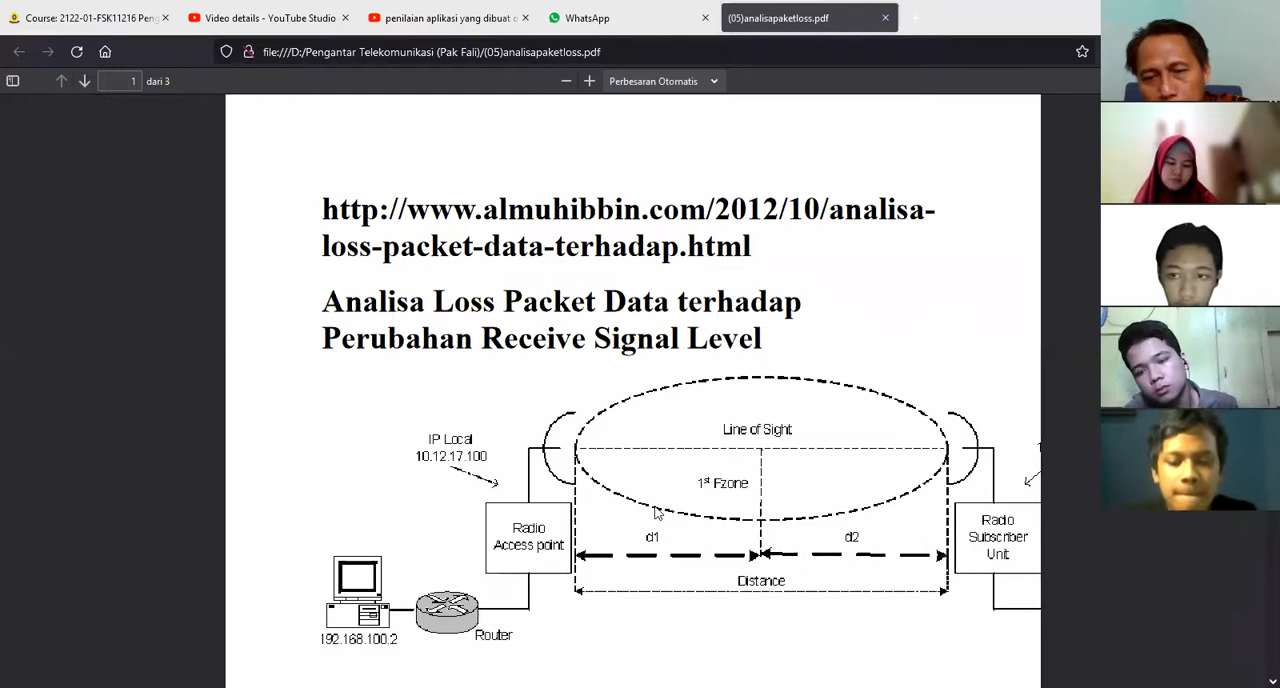 Course: 2122-01-FSK11216 Peng
Video details - YouTube Studio
penilaian aplikasi yang dibuat o
WhatsApp
(05)analisapaketloss.pdf
file:///D:/Pengantar Telekomunikasi (Pak Fali)/(05)analisapaketloss.pdf
1 dari 3
Perbesaran Otomatis
http://www.almuhibbin.com/2012/10/analisa-
loss-packet-data-terhadap.html
Analisa Loss Packet Data terhadap
Perubahan Receive Signal Level
Line of Sight
IP Local
10.12.17.100
1st Fzone
Radio
Access point
d1
d2
Radio
Subscriber
Unit
Distance
Router
192.168.100.2